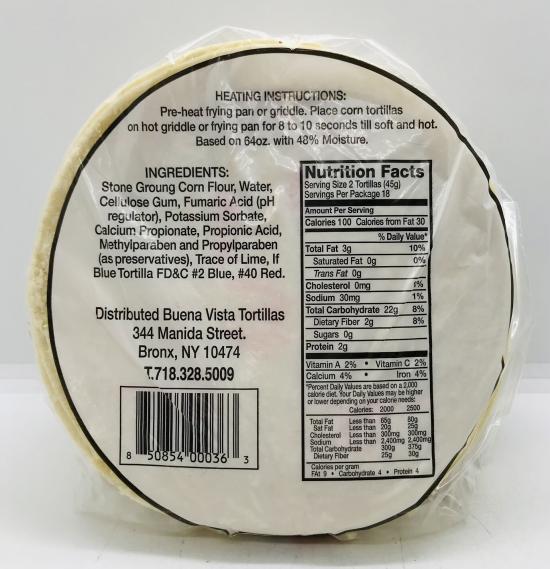 HEATING INSTRUCTIONS:
Pre-heat frying pan or griddle. Place corn tortillas
on hot griddle or frying pan for 8 to 10 seconds till soft and hot.
Based on 64oz. with 48% Moisture.
INGREDIENTS:
Stone Groung Corn Flour, Water,
Cellulose Gum, Fumaric Acid (pH
regulator), Potassium Sorbate,
Calcium Propionate, Propionic Acid,
Methylparaben and Propylparaben
(as preservatives), Trace of Lime, If
Blue Tortilla FD&C #2 Blue, #40 Red.
Distributed Buena Vista Tortillas
344 Manida Street.
Bronx, NY 10474
T.718.328.5009
8 50854 00036 3
Nutrition Facts
Serving Size 2 Tortillas (45g)
Servings Per Package 18
Amount Per Serving
Calories 100 Calories from Fat 30
% Daily Value*
Total Fat 3g 10%
Saturated Fat 0g 0%
Trans Fat 0g
Cholesterol 0mg 1%
Sodium 30mg 1%
Total Carbohydrate 22g 8%
Dietary Fiber 2g 8%
Sugars 0g
Protein 2g
Vitamin A 2% • Vitamin C 2%
Calcium 4% • Iron 4%
*Percent Daily Values are based on a 2,000
calorie diet. Your Daily Values may be higher
or lower depending on your calorie needs:
Calories: 2000 2500
Total Fat Less than 65g 80g
Sat Fat Less than 20g 25g
Cholesterol Less than 300mg 300mg
Sodium Less than 2,400mg 2,400mg
Total Carbohydrate 300g 375g
Dietary Fiber 25g 30g
Calories per gram
FAt 9 • Carbohydrate 4 • Protein 4